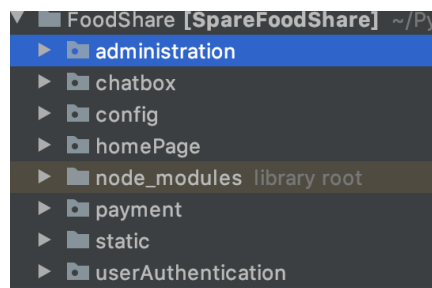 FoodShare [SpareFoodShare] ~/Py
administration
chatbox
config
homePage
node_modules library root
payment
static
userAuthentication